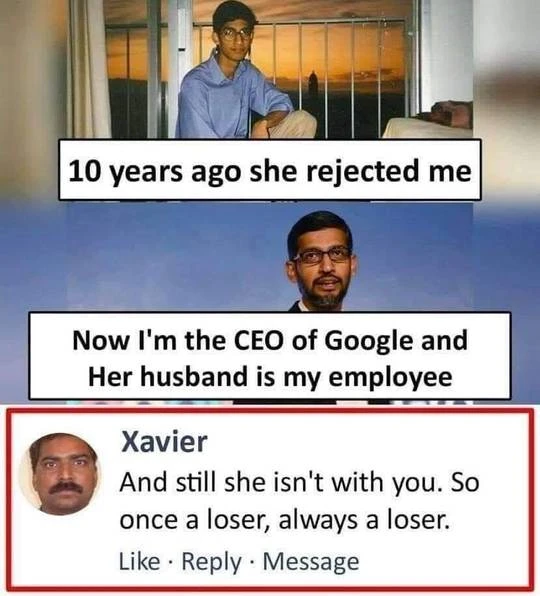 10 years ago she rejected me
Now I'm the CEO of Google and
Her husband is my employee
Xavier
And still she isn't with you. So
once a loser, always a loser.
Like · Reply · Message